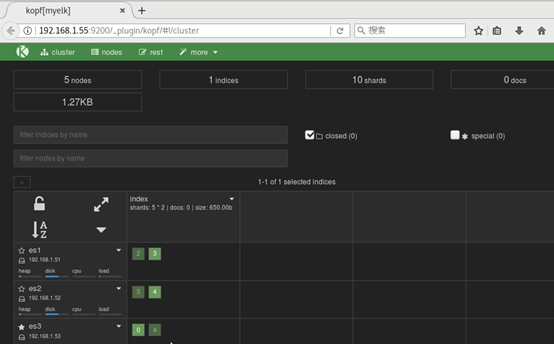 kopf[myelk]
192.168.1.55:9200/_plugin/kopf/#!/cluster
搜索
cluster nodes rest more
5 nodes 1 indices 10 shards 0 docs
1.27KB
filter indices by name closed (0) special (0)
filter nodes by name
1-1 of 1 selected indices
index
shards: 5 * 2 | docs: 0 | size: 650.00b
es1 2 3
192.168.1.51
heap disk cpu load
es2 3 4
192.168.1.52
heap disk cpu load
es3 0 4
192.168.1.53